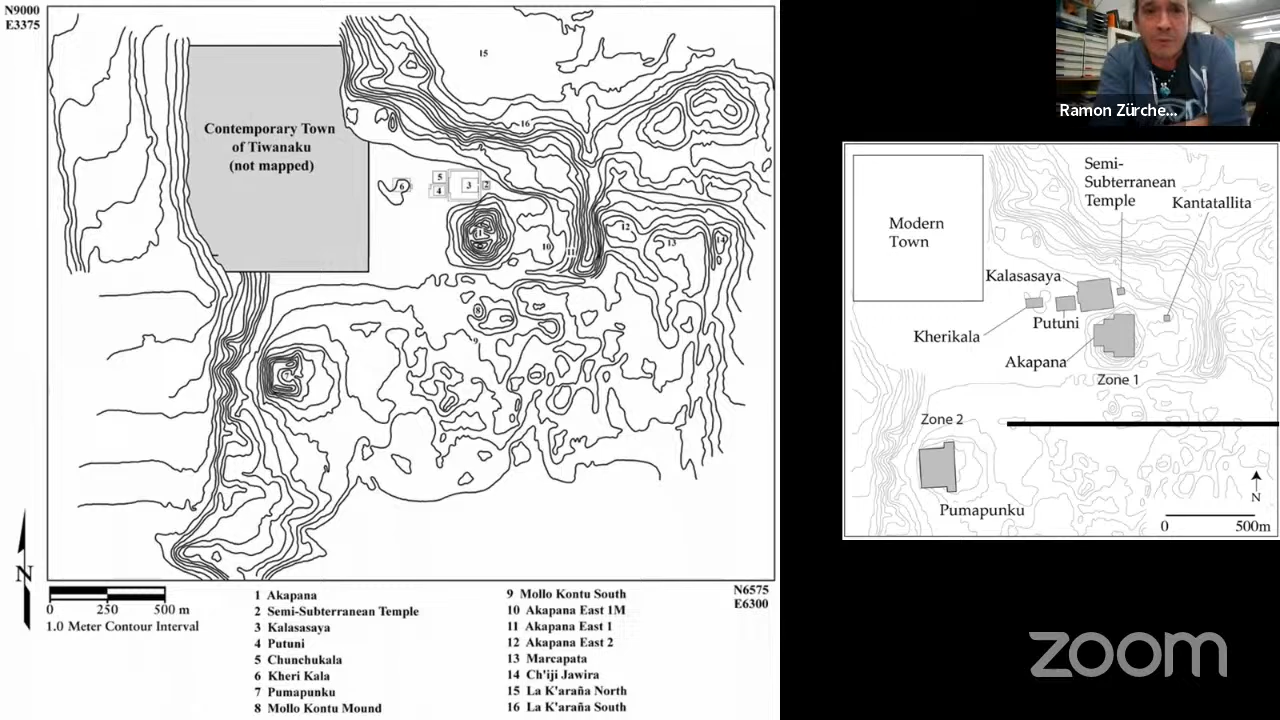 N9000
E3375
15
Contemporary Town
of Tiwanaku
(not mapped)
16
6
5
4
3
2
1
10
11
12
13
14
8
9
N
0 250 500 m
1.0 Meter Contour Interval
N6575
E6300
1 Akapana
2 Semi-Subterranean Temple
3 Kalasasaya
4 Putuni
5 Chunchukala
6 Kheri Kala
7 Pumapunku
8 Mollo Kontu Mound
9 Mollo Kontu South
10 Akapana East 1M
11 Akapana East 1
12 Akapana East 2
13 Marcapata
14 Ch'iji Jawira
15 La K'araña North
16 La K'araña South
Ramon Zürche...
Modern
Town
Semi-
Subterranean
Temple
Kantatallita
Kalasasaya
Kherikala
Putuni
Akapana
Zone 1
Zone 2
Pumapunku
N
0 500m
zoom